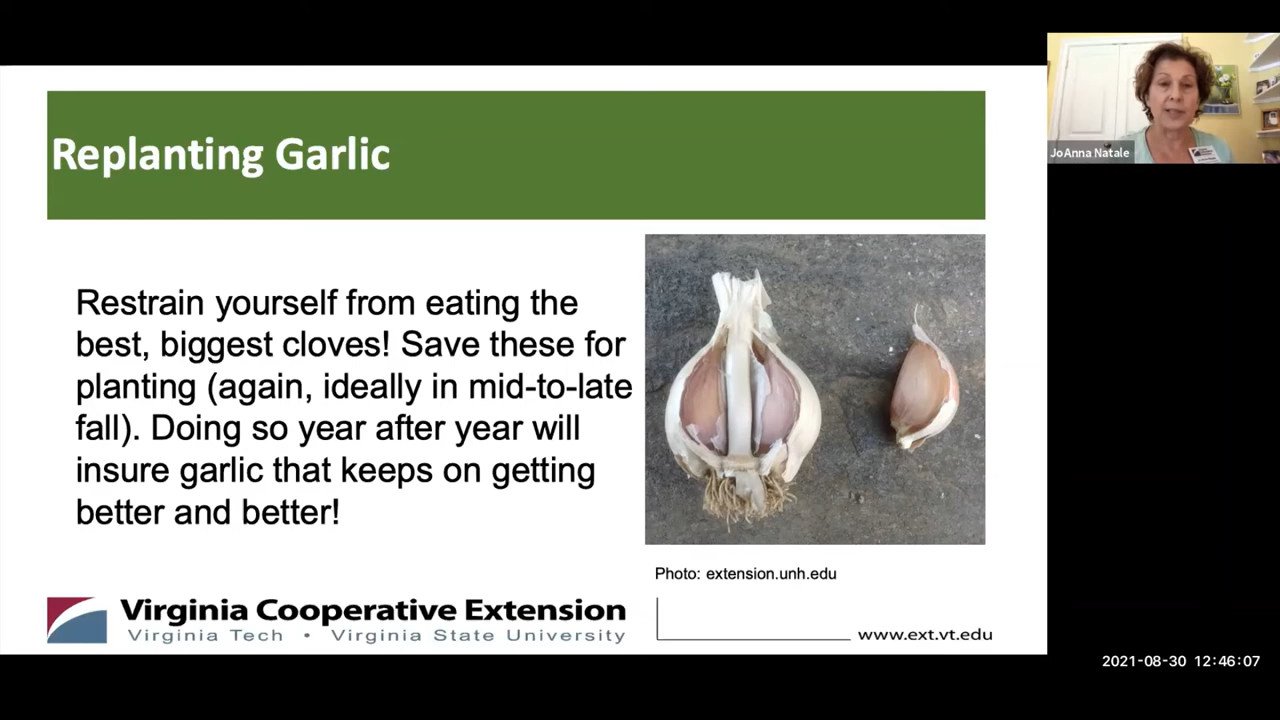 Replanting Garlic
JoAnna Natale
Restrain yourself from eating the
best, biggest cloves! Save these for
planting (again, ideally in mid-to-late
fall). Doing so year after year will
insure garlic that keeps on getting
better and better!
Photo: extension.unh.edu
Virginia Cooperative Extension
Virginia Tech • Virginia State University
www.ext.vt.edu
2021-08-30 12:46:07